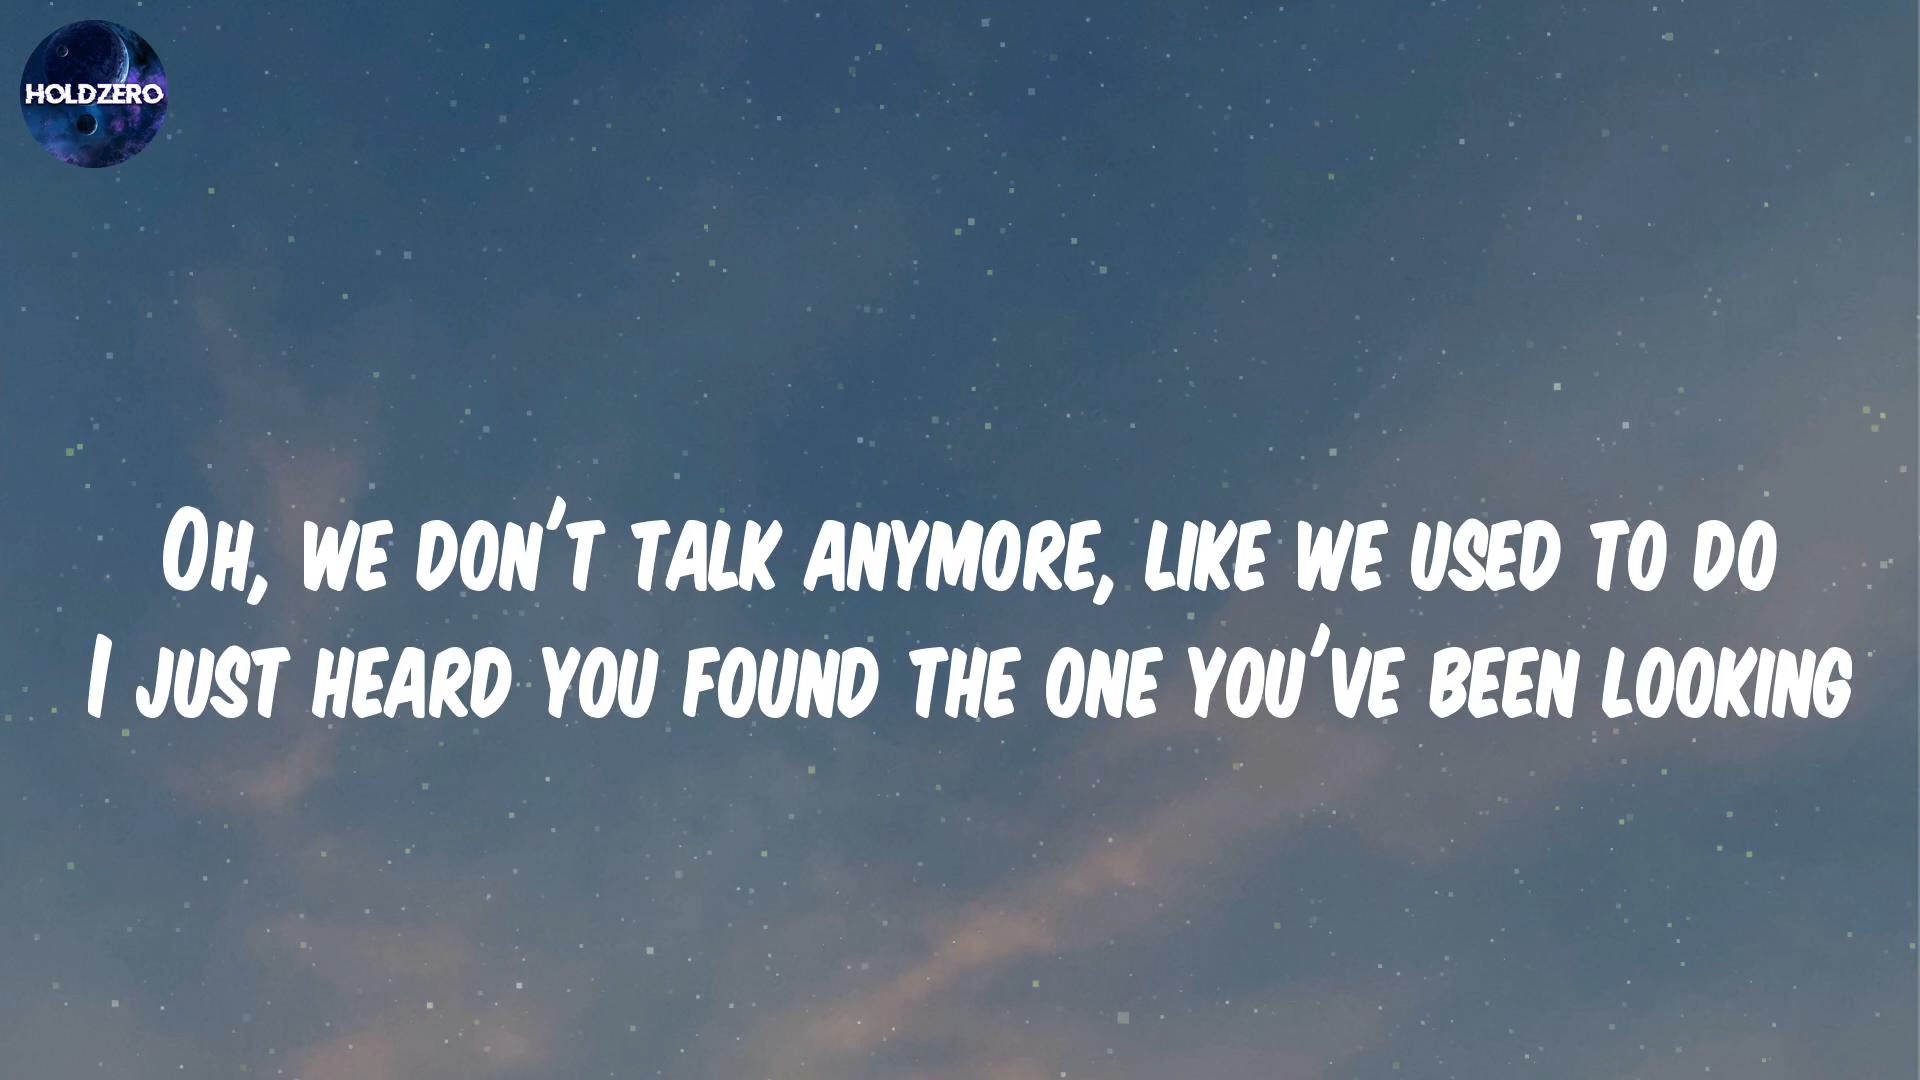 HOLDZERO
Oh, we don't talk anymore, like we used to do
I just heard you found the one you've been looking